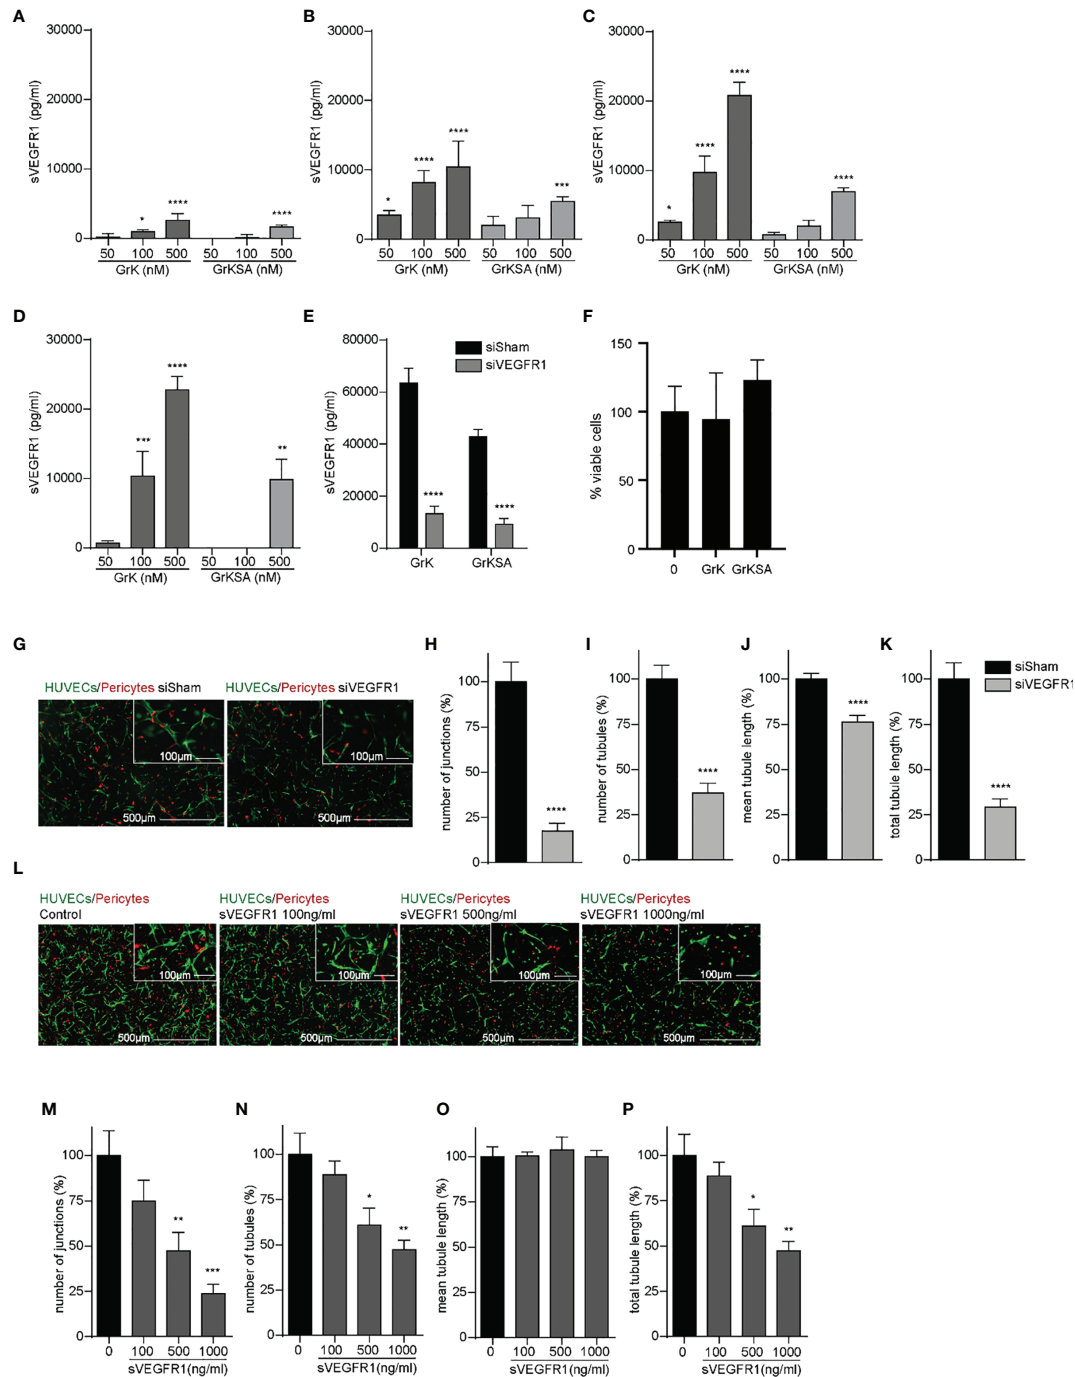 A
sVEGFR1 (pg/ml)
30000
20000
10000
0
*
****
****
50 100 500 50 100 500
GrK (nM) GrKSA (nM)
B
sVEGFR1 (pg/ml)
30000
20000
10000
0
*
****
****
***
50 100 500 50 100 500
GrK (nM) GrKSA (nM)
C
sVEGFR1 (pg/ml)
30000
20000
10000
0
*
****
****
****
50 100 500 50 100 500
GrK (nM) GrKSA (nM)
D
sVEGFR1 (pg/ml)
30000
20000
10000
0
***
****
**
50 100 500 50 100 500
GrK (nM) GrKSA (nM)
E
sVEGFR1 (pg/ml)
80000
60000
40000
20000
0
siSham
siVEGFR1
****
****
GrK GrKSA
F
% viable cells
150
100
50
0
0 GrK GrKSA
G
HUVECs/Pericytes siSham
100µm
500µm
HUVECs/Pericytes siVEGFR1
100µm
500µm
H
number of junctions (%)
100
75
50
25
0
****
I
number of tubules (%)
100
75
50
25
0
****
J
mean tubule length (%)
100
75
50
25
0
****
K
total tubule length (%)
100
75
50
25
0
****
siSham
siVEGFR1
L
HUVECs/Pericytes
Control
100µm
500µm
HUVECs/Pericytes
sVEGFR1 100ng/ml
100µm
500µm
HUVECs/Pericytes
sVEGFR1 500ng/ml
100µm
500µm
HUVECs/Pericytes
sVEGFR1 1000ng/ml
100µm
500µm
M
number of junctions (%)
100
75
50
25
0
**
***
0 100 500 1000
sVEGFR1(ng/ml)
N
number of tubules (%)
100
75
50
25
0
*
**
0 100 500 1000
sVEGFR1(ng/ml)
O
mean tubule length (%)
100
75
50
25
0
0 100 500 1000
sVEGFR1(ng/ml)
P
total tubule length (%)
100
75
50
25
0
*
**
0 100 500 1000
sVEGFR1(ng/ml)